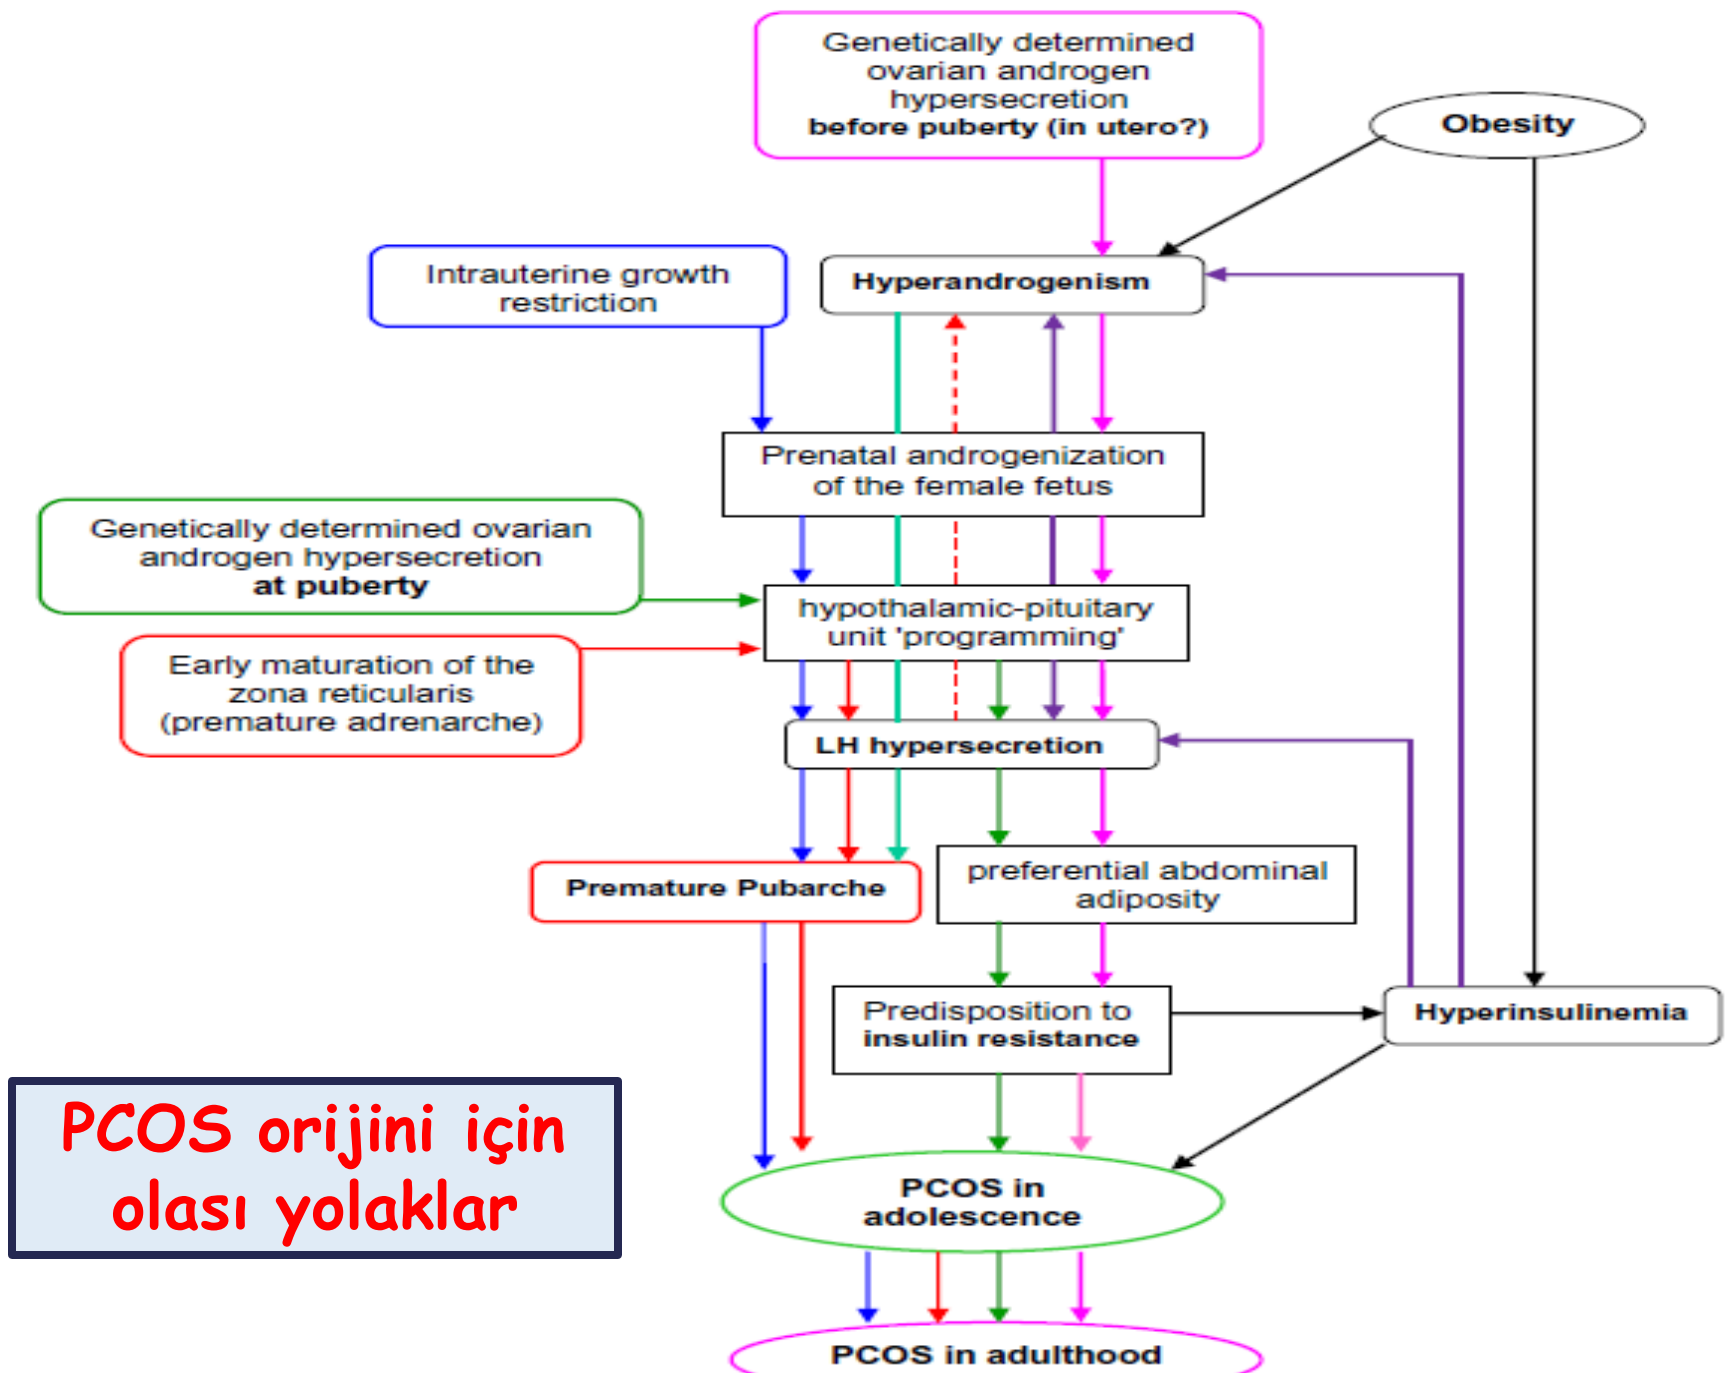 Genetically determined
ovarian androgen
hypersecretion
before puberty (in utero?)
Obesity
Intrauterine growth
restriction
Hyperandrogenism
Prenatal androgenization
of the female fetus
Genetically determined ovarian
androgen hypersecretion
at puberty
hypothalamic-pituitary
unit 'programming'
Early maturation of the
zona reticularis
(premature adrenarche)
LH hypersecretion
Premature Pubarche
preferential abdominal
adiposity
Predisposition to
insulin resistance
Hyperinsulinemia
PCOS orijini için
olası yolaklar
PCOS in
adolescence
PCOS in adulthood